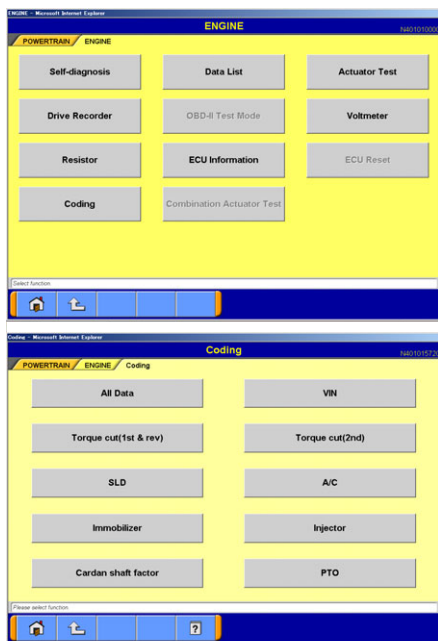 ENGINE - Microsoft Internet Explorer
ENGINE
N401010000
POWERTRAIN ENGINE
Self-diagnosis Data List Actuator Test
Drive Recorder OBD-II Test Mode Voltmeter
Resistor ECU Information ECU Reset
Coding Combination Actuator Test
Select function.
Coding - Microsoft Internet Explorer
Coding
N401015720
POWERTRAIN ENGINE Coding
All Data VIN
Torque cut(1st & rev) Torque cut(2nd)
SLD A/C
Immobilizer Injector
Cardan shaft factor PTO
Please select function.
?